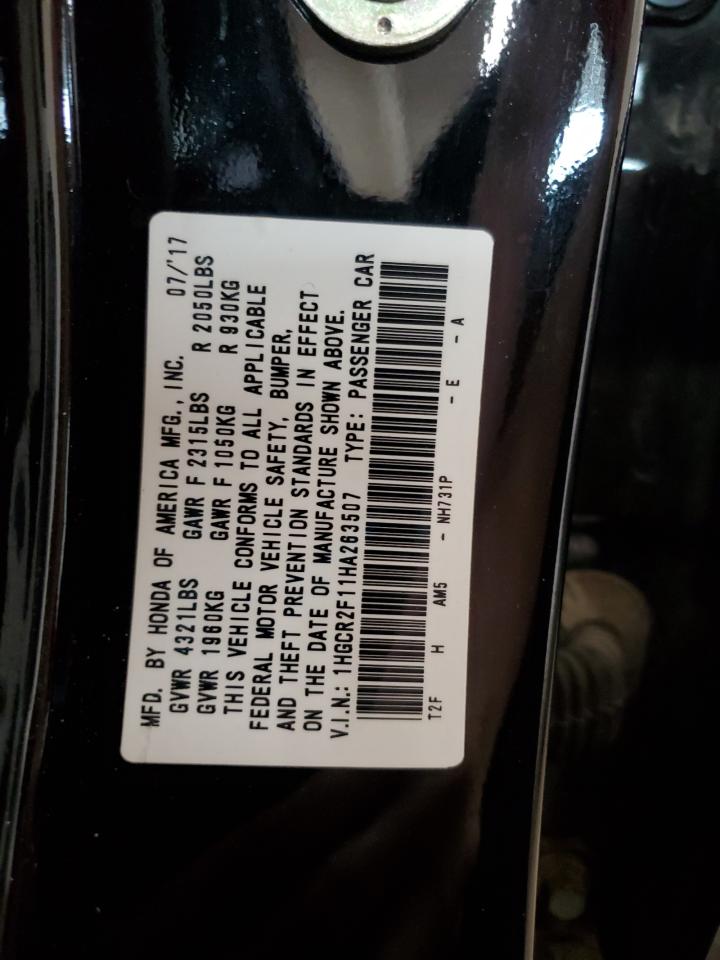 MFD. BY HONDA OF AMERICA MFG., INC. 07/'17
GVWR 4321LBS GAWR F 2315LBS R 2050LBS
GVWR 1960KG GAWR F 1050KG R 930KG
THIS VEHICLE CONFORMS TO ALL APPLICABLE
FEDERAL MOTOR VEHICLE SAFETY, BUMPER,
AND THEFT PREVENTION STANDARDS IN EFFECT
ON THE DATE OF MANUFACTURE SHOWN ABOVE.
V.I.N.: 1HGCR2F11HA263507 TYPE: PASSENGER CAR
T2F H AM5 - NH731P - E - A